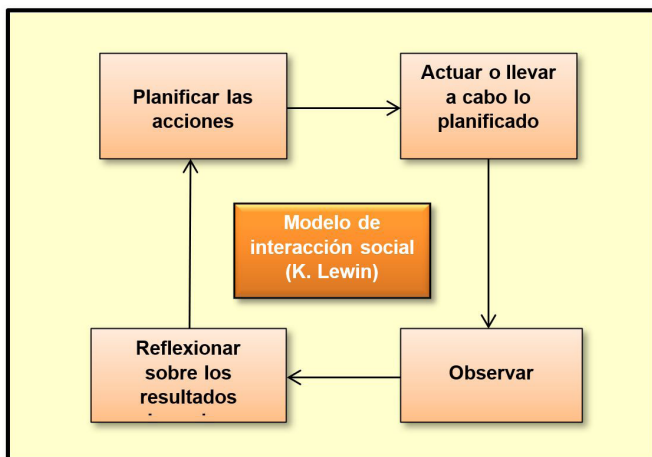 Planificar las
acciones
Actuar o llevar
a cabo lo
planificado
Modelo de
interacción social
(K. Lewin)
Reflexionar
sobre los
resultados
Observar